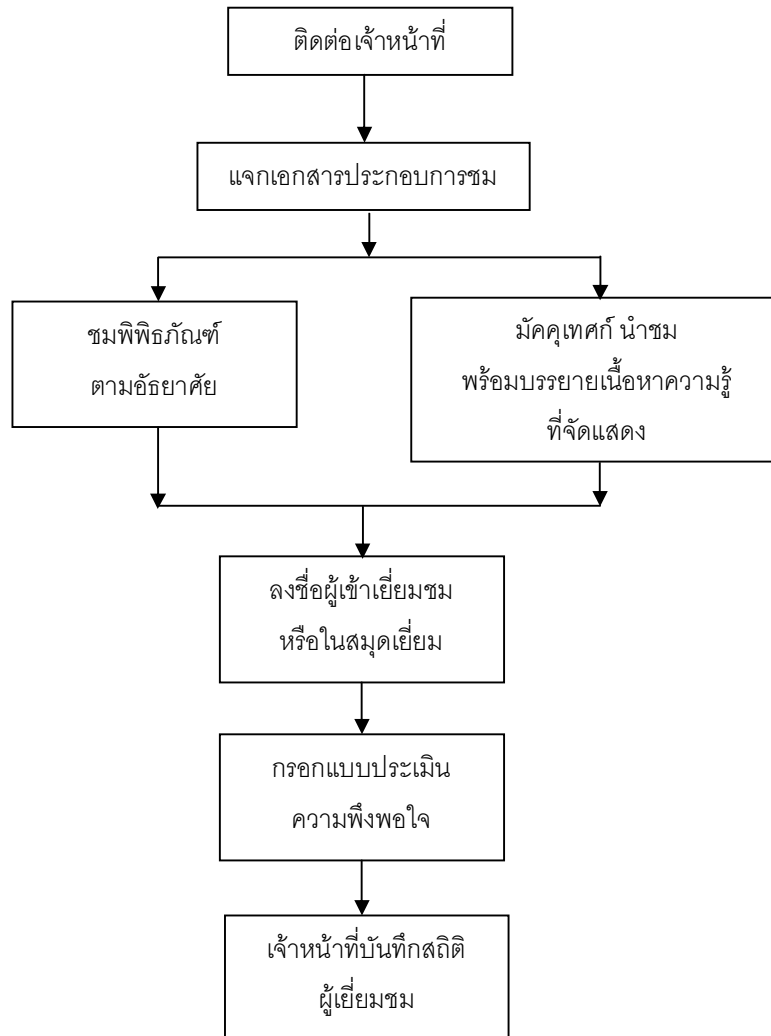 ติดต่อเจ้าหน้าที่
แจกเอกสารประกอบการชม
ชมพิพิธภัณฑ์
ตามอัธยาศัย
มัคคุเทศก์ นำชม
พร้อมบรรยายเนื้อหาความรู้
ที่จัดแสดง
ลงชื่อผู้เข้าเยี่ยมชม
หรือในสมุดเยี่ยม
กรอกแบบประเมิน
ความพึงพอใจ
เจ้าหน้าที่บันทึกสถิติ
ผู้เยี่ยมชม